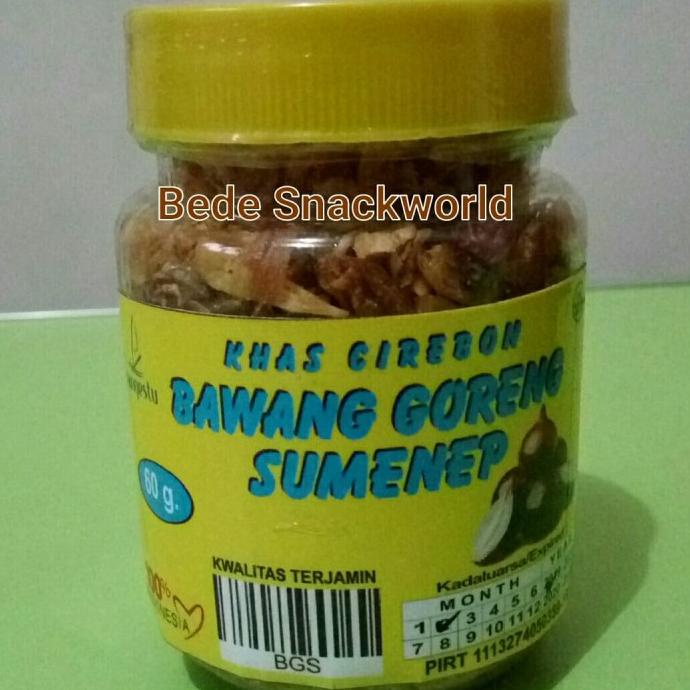 Bede Snackworld
KHAS CIREBON
BAWANG GORENG
SUMENEP
60 g.
KWALITAS TERJAMIN
BGS
Kadaluarsa/Expired
MONTH
1 3 4 5 6
7 8 9 10 11 12
PIRT